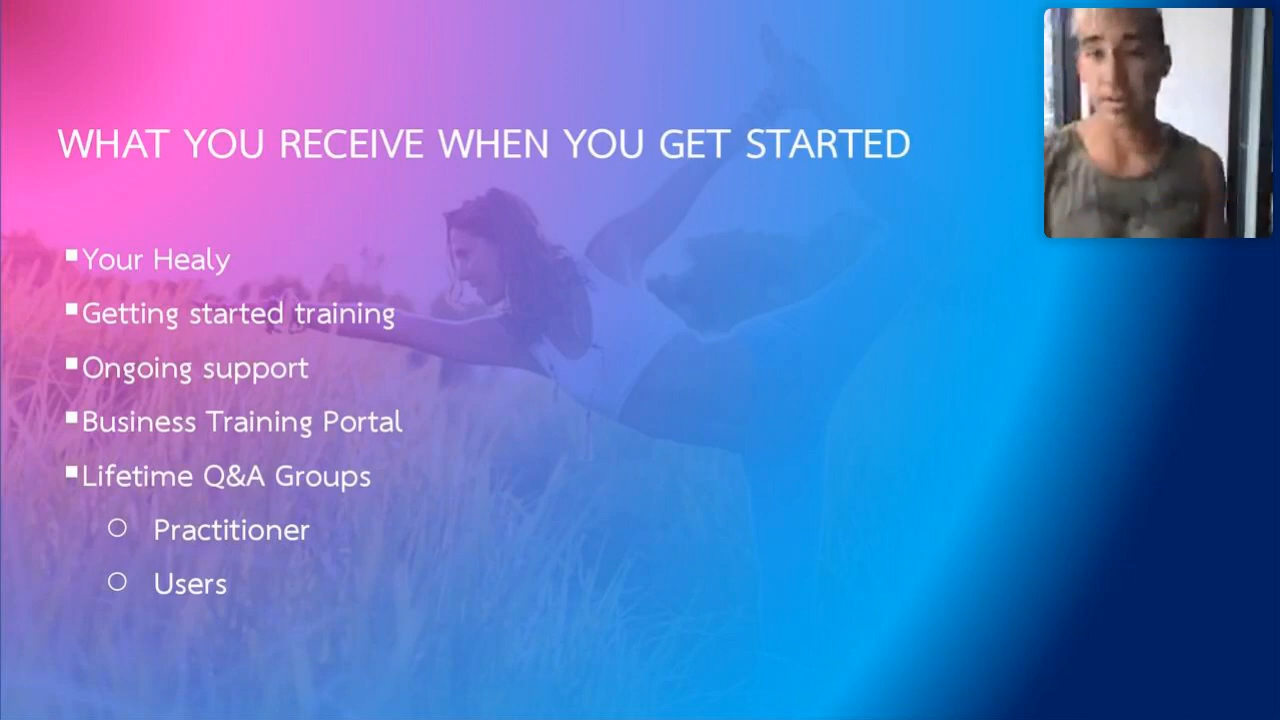 WHAT YOU RECEIVE WHEN YOU GET STARTED
▪Your Healy
▪Getting started training
▪Ongoing support
▪Business Training Portal
▪Lifetime Q&A Groups
○ Practitioner
○ Users